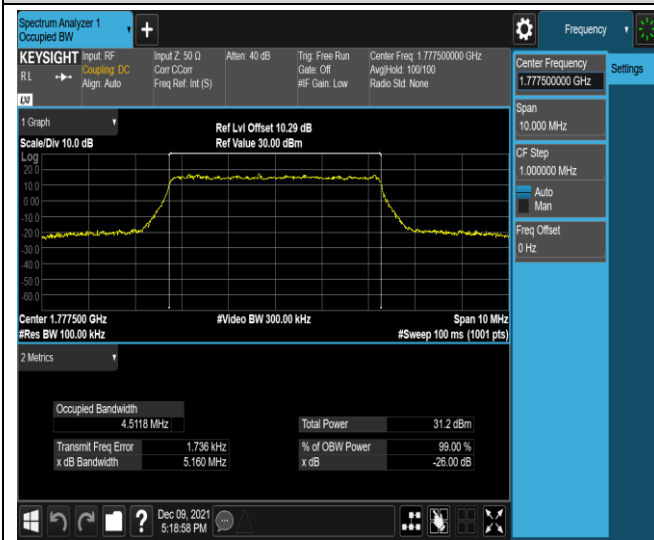 Spectrum Analyzer 1
Occupied BW
+
Frequency
KEYSIGHT
RL
LXI
Input: RF
Coupling: DC
Align: Auto
Input Z: 50 Ω
Corr CCorr
Freq Ref: Int (S)
Atten: 40 dB
Trig: Free Run
Gate: Off
#IF Gain: Low
Center Freq: 1.777500000 GHz
Avg|Hold: 100/100
Radio Std: None
Center Frequency
1.777500000 GHz
Settings
Span
10.000 MHz
CF Step
1.000000 MHz
Auto
Man
Freq Offset
0 Hz
1 Graph
Scale/Div 10.0 dB
Ref Lvl Offset 10.29 dB
Ref Value 30.00 dBm
Log
20.0
10.0
0.00
-10.0
-20.0
-30.0
-40.0
-50.0
-60.0
Center 1.777500 GHz
#Res BW 100.00 kHz
#Video BW 300.00 kHz
Span 10 MHz
#Sweep 100 ms (1001 pts)
2 Metrics
Occupied Bandwidth
4.5118 MHz
Total Power 31.2 dBm
Transmit Freq Error 1.736 kHz
% of OBW Power 99.00 %
x dB Bandwidth 5.160 MHz
x dB -26.00 dB
?
Dec 09, 2021
5:18:58 PM